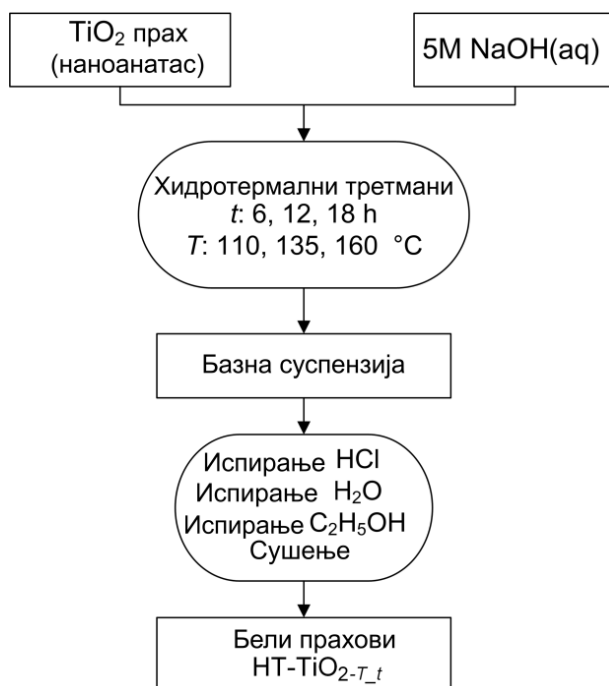 TiO₂ прах
(наноанатас)
5M NaOH(aq)
Хидротермални третмани
t: 6, 12, 18 h
T: 110, 135, 160 °C
Базна суспензија
Испирање HCl
Испирање H₂O
Испирање C₂H₅OH
Сушење
Бели прахови
HT-TiO₂-T_t